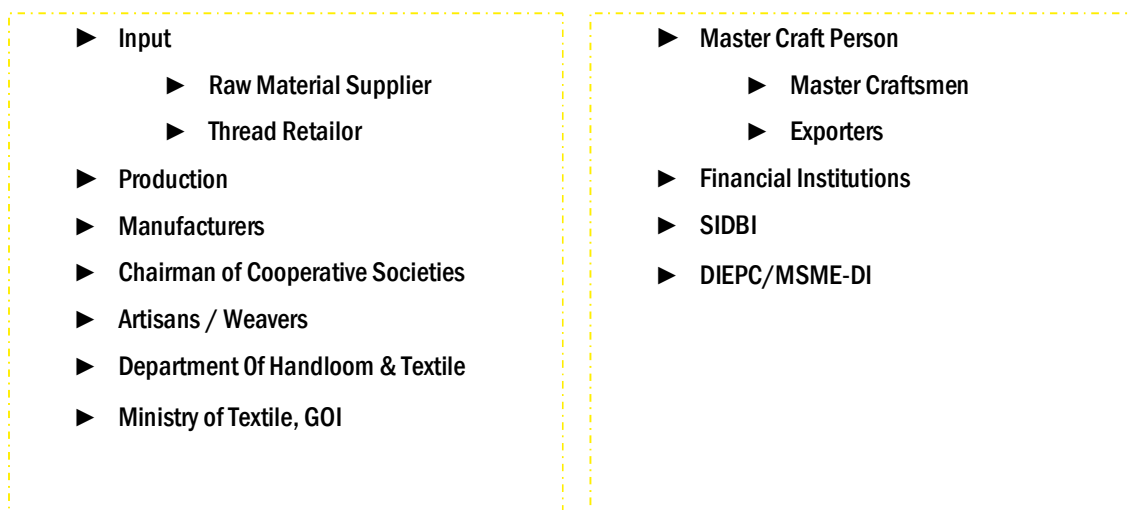 ► Input
► Raw Material Supplier
► Thread Retailor
► Production
► Manufacturers
► Chairman of Cooperative Societies
► Artisans / Weavers
► Department Of Handloom & Textile
► Ministry of Textile, GOI
► Master Craft Person
► Master Craftsmen
► Exporters
► Financial Institutions
► SIDBI
► DIEPC/MSME-DI